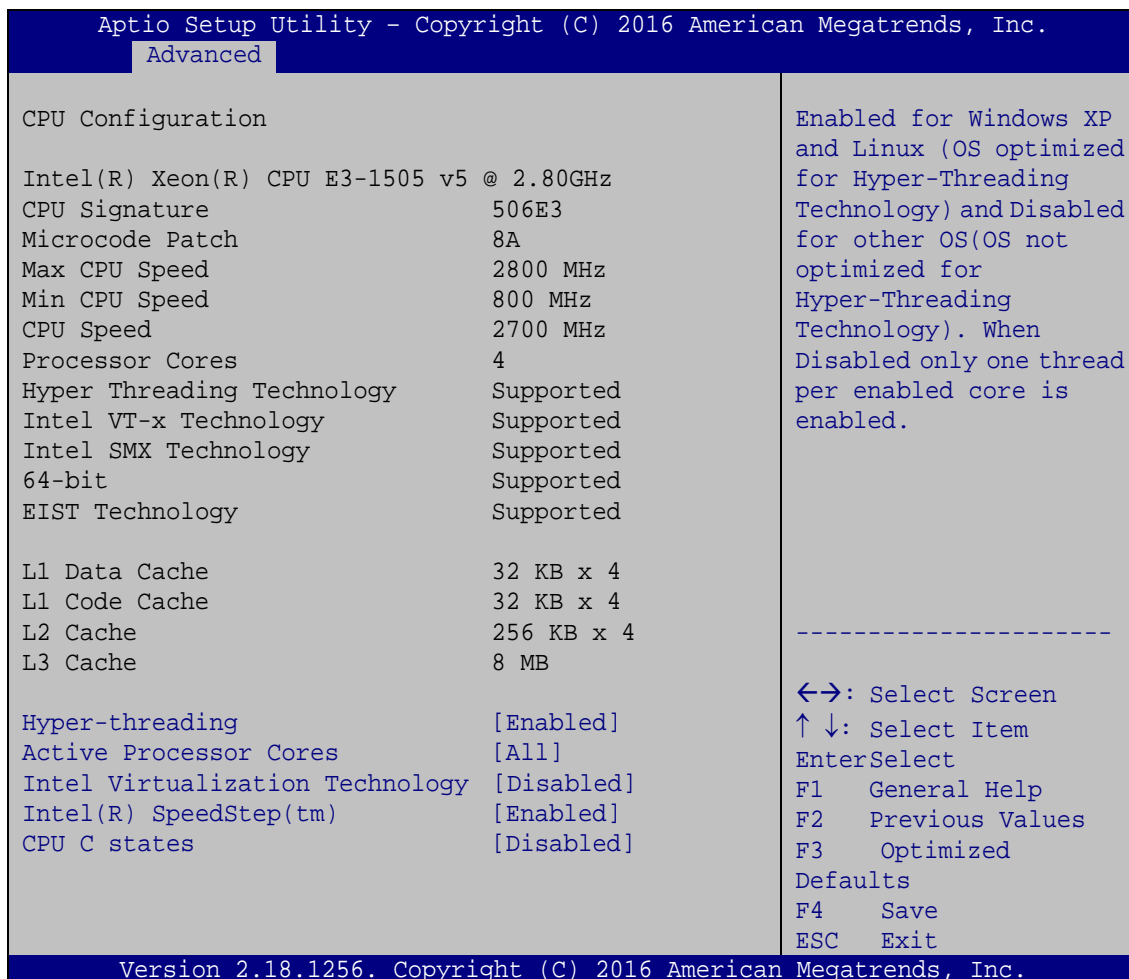 Aptio Setup Utility – Copyright (C) 2016 American Megatrends, Inc.
Advanced
CPU Configuration
Intel(R) Xeon(R) CPU E3-1505 v5 @ 2.80GHz
CPU Signature 506E3
Microcode Patch 8A
Max CPU Speed 2800 MHz
Min CPU Speed 800 MHz
CPU Speed 2700 MHz
Processor Cores 4
Hyper Threading Technology Supported
Intel VT-x Technology Supported
Intel SMX Technology Supported
64-bit Supported
EIST Technology Supported
L1 Data Cache 32 KB x 4
L1 Code Cache 32 KB x 4
L2 Cache 256 KB x 4
L3 Cache 8 MB
Hyper-threading [Enabled]
Active Processor Cores [All]
Intel Virtualization Technology [Disabled]
Intel(R) SpeedStep(tm) [Enabled]
CPU C states [Disabled]
Enabled for Windows XP
and Linux (OS optimized
for Hyper-Threading
Technology) and Disabled
for other OS(OS not
optimized for
Hyper-Threading
Technology). When
Disabled only one thread
per enabled core is
enabled.
----------------------
←→: Select Screen
↑ ↓: Select Item
EnterSelect
F1 General Help
F2 Previous Values
F3 Optimized
Defaults
F4 Save
ESC Exit
Version 2.18.1256. Copyright (C) 2016 American Megatrends, Inc.